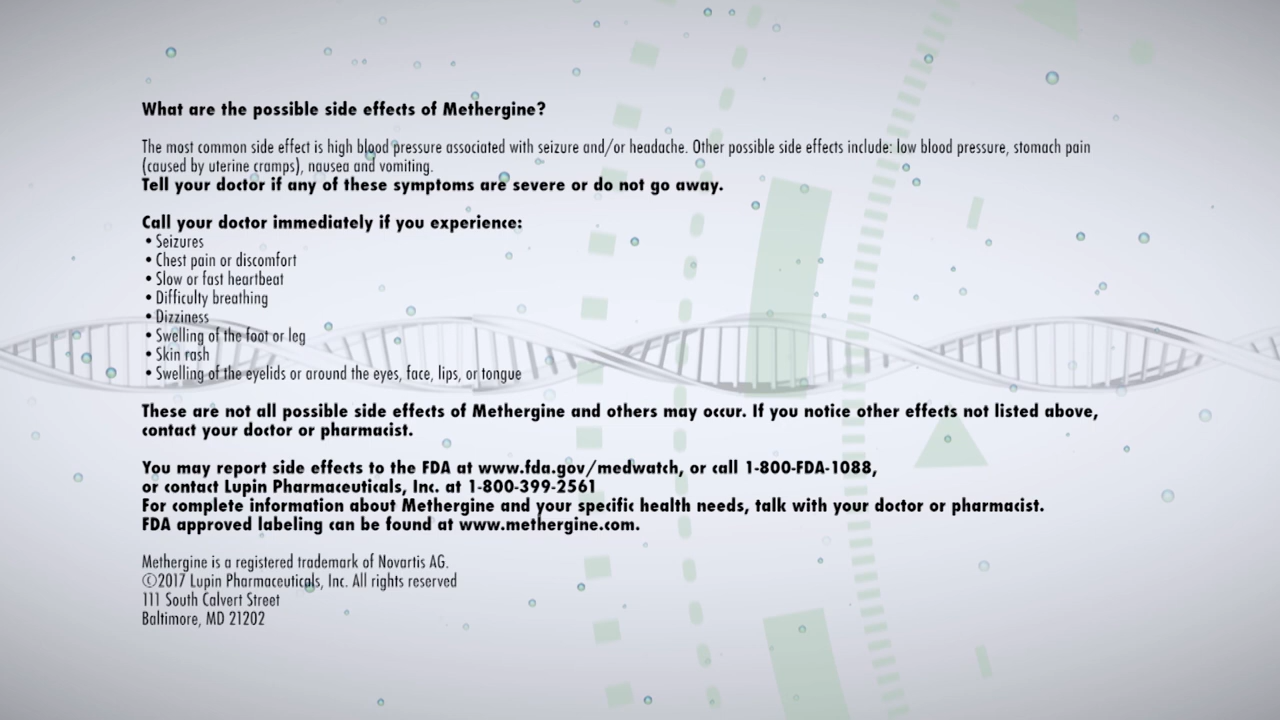 What are the possible side effects of Methergine?
The most common side effect is high blood pressure associated with seizure and/or headache. Other possible side effects include: low blood pressure, stomach pain
(caused by uterine cramps), nausea and vomiting.
Tell your doctor if any of these symptoms are severe or do not go away.
Call your doctor immediately if you experience:
• Seizures
• Chest pain or discomfort
• Slow or fast heartbeat
• Difficulty breathing
• Dizziness
• Swelling of the foot or leg
• Skin rash
• Swelling of the eyelids or around the eyes, face, lips, or tongue
These are not all possible side effects of Methergine and others may occur. If you notice other effects not listed above,
contact your doctor or pharmacist.
You may report side effects to the FDA at www.fda.gov/medwatch, or call 1-800-FDA-1088,
or contact Lupin Pharmaceuticals, Inc. at 1-800-399-2561
For complete information about Methergine and your specific health needs, talk with your doctor or pharmacist.
FDA approved labeling can be found at www.methergine.com.
Methergine is a registered trademark of Novartis AG.
©2017 Lupin Pharmaceuticals, Inc. All rights reserved
111 South Calvert Street
Baltimore, MD 21202